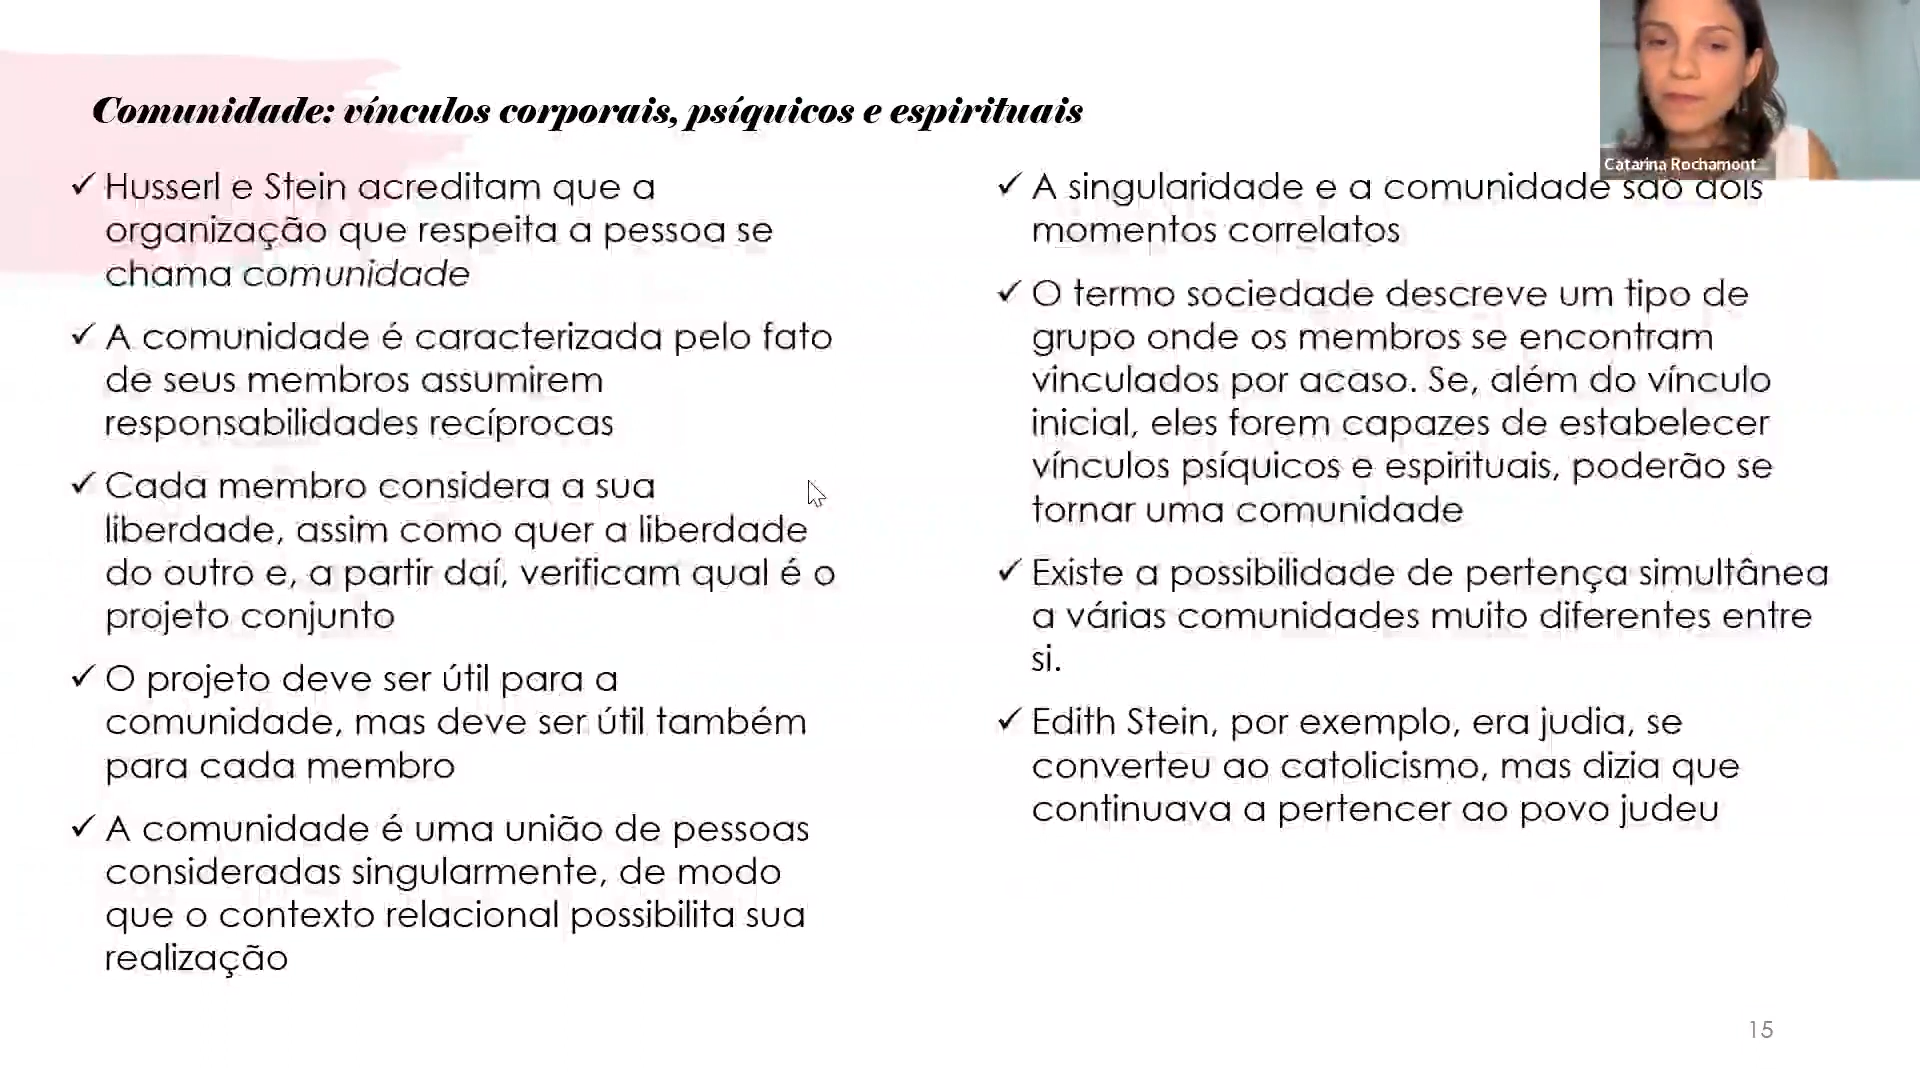 Comunidade: vínculos corporais, psíquicos e espirituais
✓ Husserl e Stein acreditam que a
organização que respeita a pessoa se
chama comunidade
✓ A comunidade é caracterizada pelo fato
de seus membros assumirem
responsabilidades recíprocas
✓ Cada membro considera a sua
liberdade, assim como quer a liberdade
do outro e, a partir daí, verificam qual é o
projeto conjunto
✓ O projeto deve ser útil para a
comunidade, mas deve ser útil também
para cada membro
✓ A comunidade é uma união de pessoas
consideradas singularmente, de modo
que o contexto relacional possibilita sua
realização
✓ A singularidade e a comunidade são dois
momentos correlatos
✓ O termo sociedade descreve um tipo de
grupo onde os membros se encontram
vinculados por acaso. Se, além do vínculo
inicial, eles forem capazes de estabelecer
vínculos psíquicos e espirituais, poderão se
tornar uma comunidade
✓ Existe a possibilidade de pertença simultânea
a várias comunidades muito diferentes entre
si.
✓ Edith Stein, por exemplo, era judia, se
converteu ao catolicismo, mas dizia que
continuava a pertencer ao povo judeu
Catarina Rochamont...
15